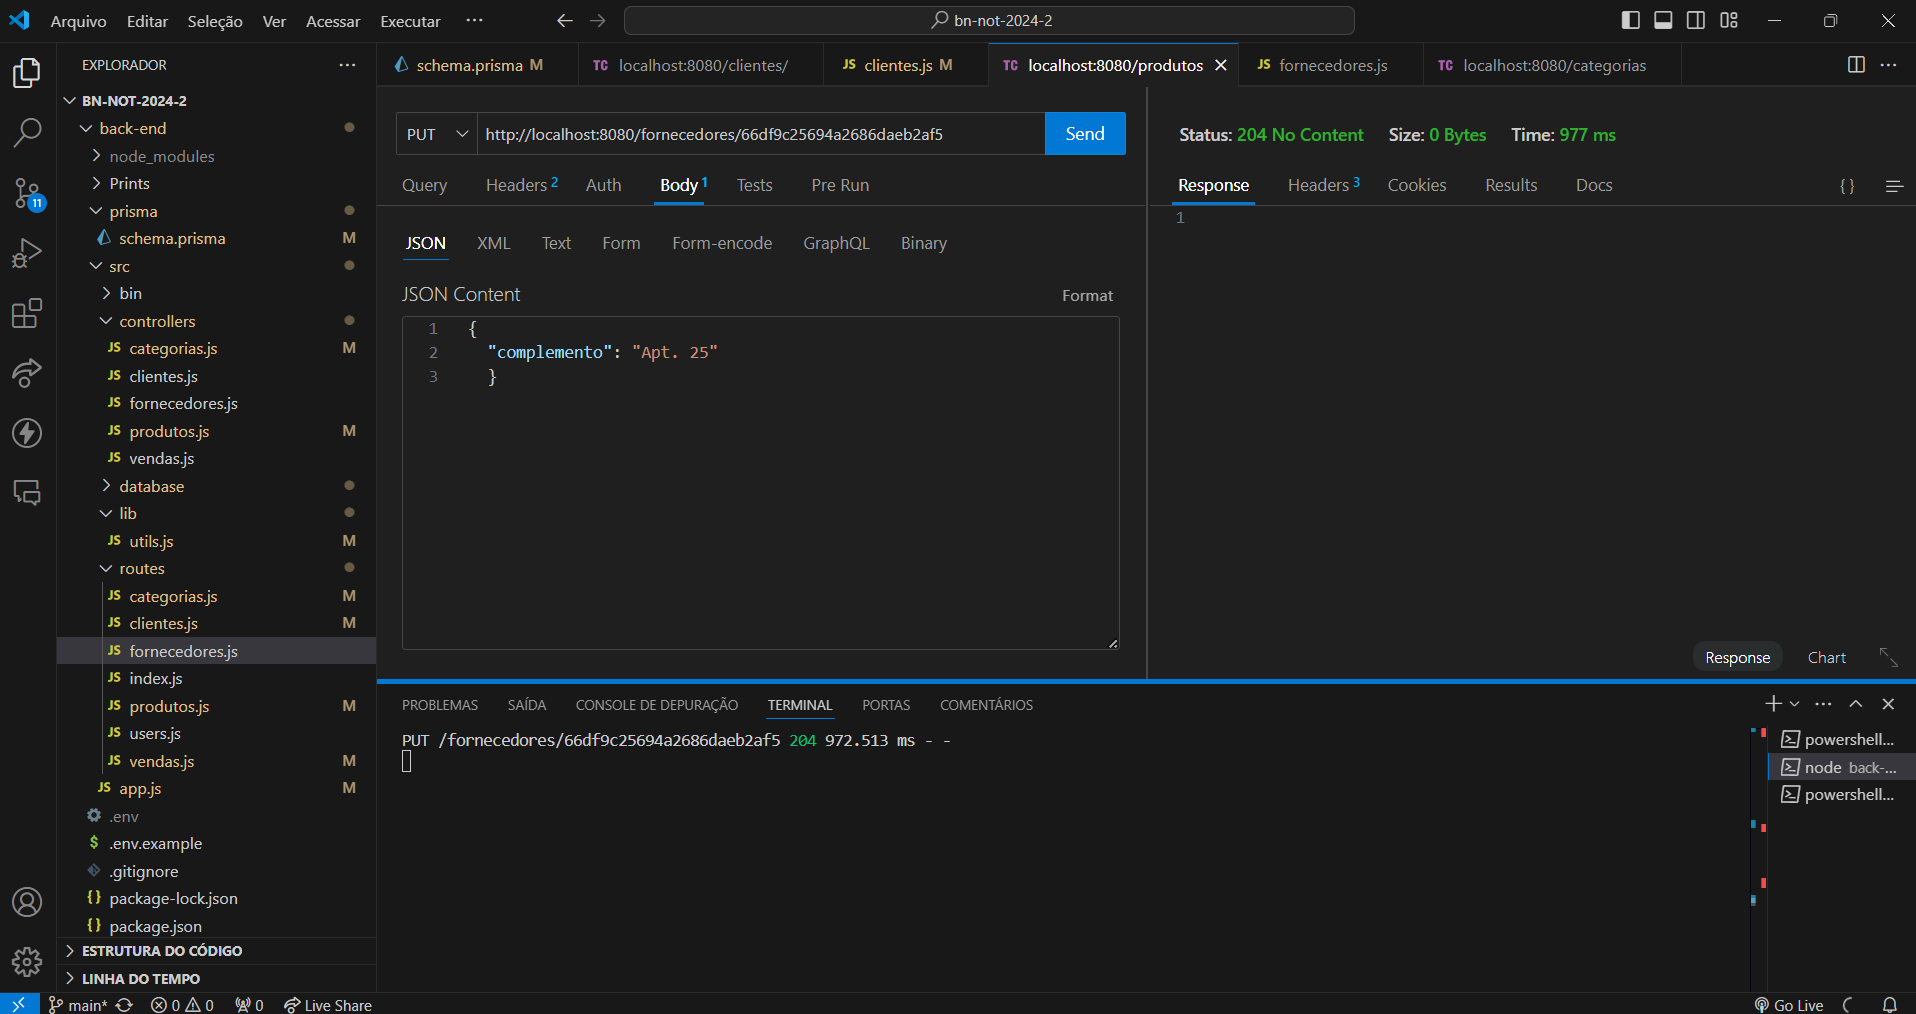 Arquivo Editar Seleção Ver Acessar Executar ···
bn-not-2024-2
EXPLORADOR
BN-NOT-2024-2
back-end
node_modules
Prints
prisma
schema.prisma M
src
bin
controllers
JS categorias.js M
JS clientes.js
JS fornecedores.js
JS produtos.js M
JS vendas.js
database
lib
JS utils.js M
routes
JS categorias.js M
JS clientes.js M
JS fornecedores.js
JS index.js
JS produtos.js M
JS users.js
JS vendas.js M
JS app.js M
.env
$ .env.example
.gitignore
{} package-lock.json
{} package.json
ESTRUTURA DO CÓDIGO
LINHA DO TEMPO
11
schema.prisma M
TC localhost:8080/clientes/
JS clientes.js M
TC localhost:8080/produtos
JS fornecedores.js
TC localhost:8080/categorias
PUT http://localhost:8080/fornecedores/66df9c25694a2686daeb2af5 Send
Query Headers 2 Auth Body 1 Tests Pre Run
JSON XML Text Form Form-encode GraphQL Binary
JSON Content Format
1 {
2 "complemento": "Apt. 25"
3 }
Status: 204 No Content Size: 0 Bytes Time: 977 ms
Response Headers 3 Cookies Results Docs {}
1
Response Chart
PROBLEMAS SAÍDA CONSOLE DE DEPURAÇÃO TERMINAL PORTAS COMENTÁRIOS
PUT /fornecedores/66df9c25694a2686daeb2af5 204 972.513 ms - -
powershell...
node back-...
powershell...
main* 0 0 0 Live Share Go Live